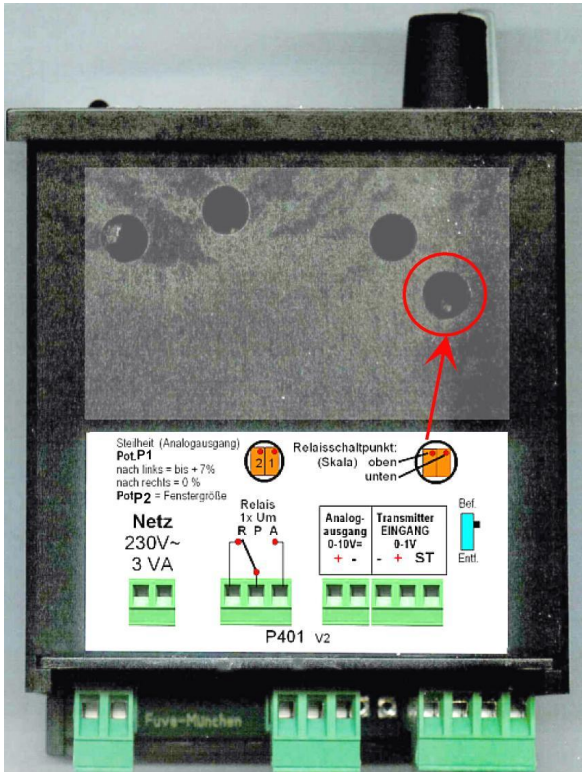 Steilheit (Analogausgang)
Pot.P1
nach links = bis + 7%
nach rechts = 0 %
PotP2 = Fenstergröße
2 1
Relaisschaltpunkt:
(Skala) oben
unten
Netz
230V~
3 VA
Relais
1x Um
R P A
Analog-
ausgang
0-10V=
+ -
Transmitter
EINGANG
0-1V
- + ST
Bef.
Entf.
P401 V2
Fuva-München